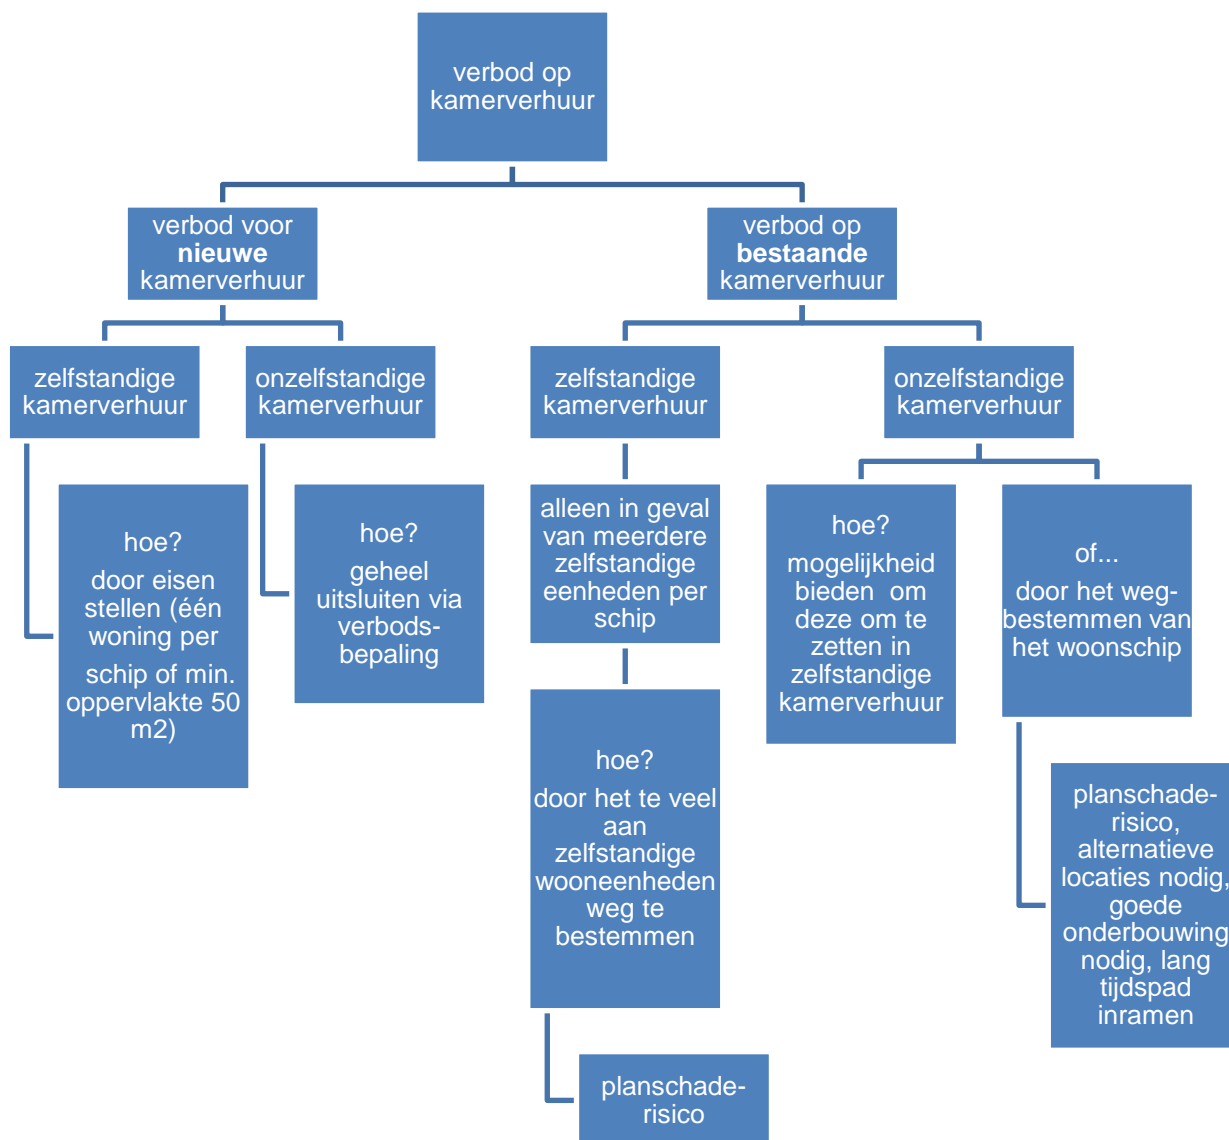 verbod op
kamerverhuur
verbod voor
nieuwe
kamerverhuur
verbod op
bestaande
kamerverhuur
zelfstandige
kamerverhuur
onzelfstandige
kamerverhuur
zelfstandige
kamerverhuur
onzelfstandige
kamerverhuur
hoe?
door eisen
stellen (één
woning per
schip of min.
oppervlakte 50
m2)
hoe?
geheel
uitsluiten via
verbods-
bepaling
alleen in geval
van meerdere
zelfstandige
eenheden per
schip
hoe?
mogelijkheid
bieden om
deze om te
zetten in
zelfstandige
kamerverhuur
of...
door het weg-
bestemmen van
het woonschip
hoe?
door het te veel
aan
zelfstandige
wooneenheden
weg te
bestemmen
planschade-
risico,
alternatieve
locaties nodig,
goede
onderbouwing
nodig, lang
tijdspad
inramen
planschade-
risico